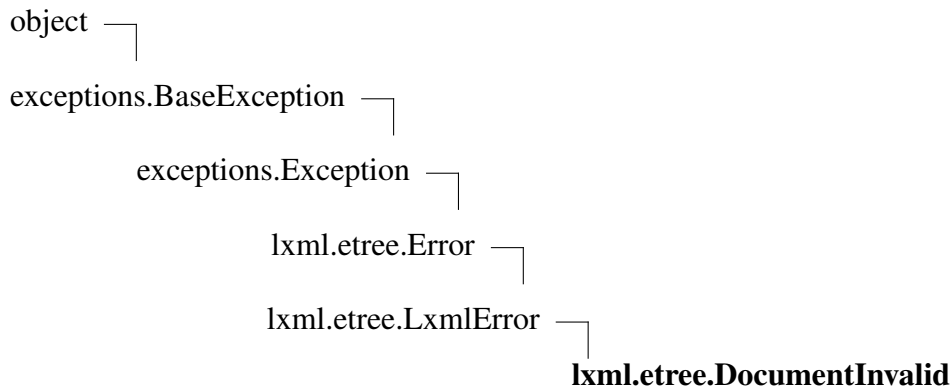 object
exceptions.BaseException
exceptions.Exception
lxml.etree.Error
lxml.etree.LxmlError
lxml.etree.DocumentInvalid